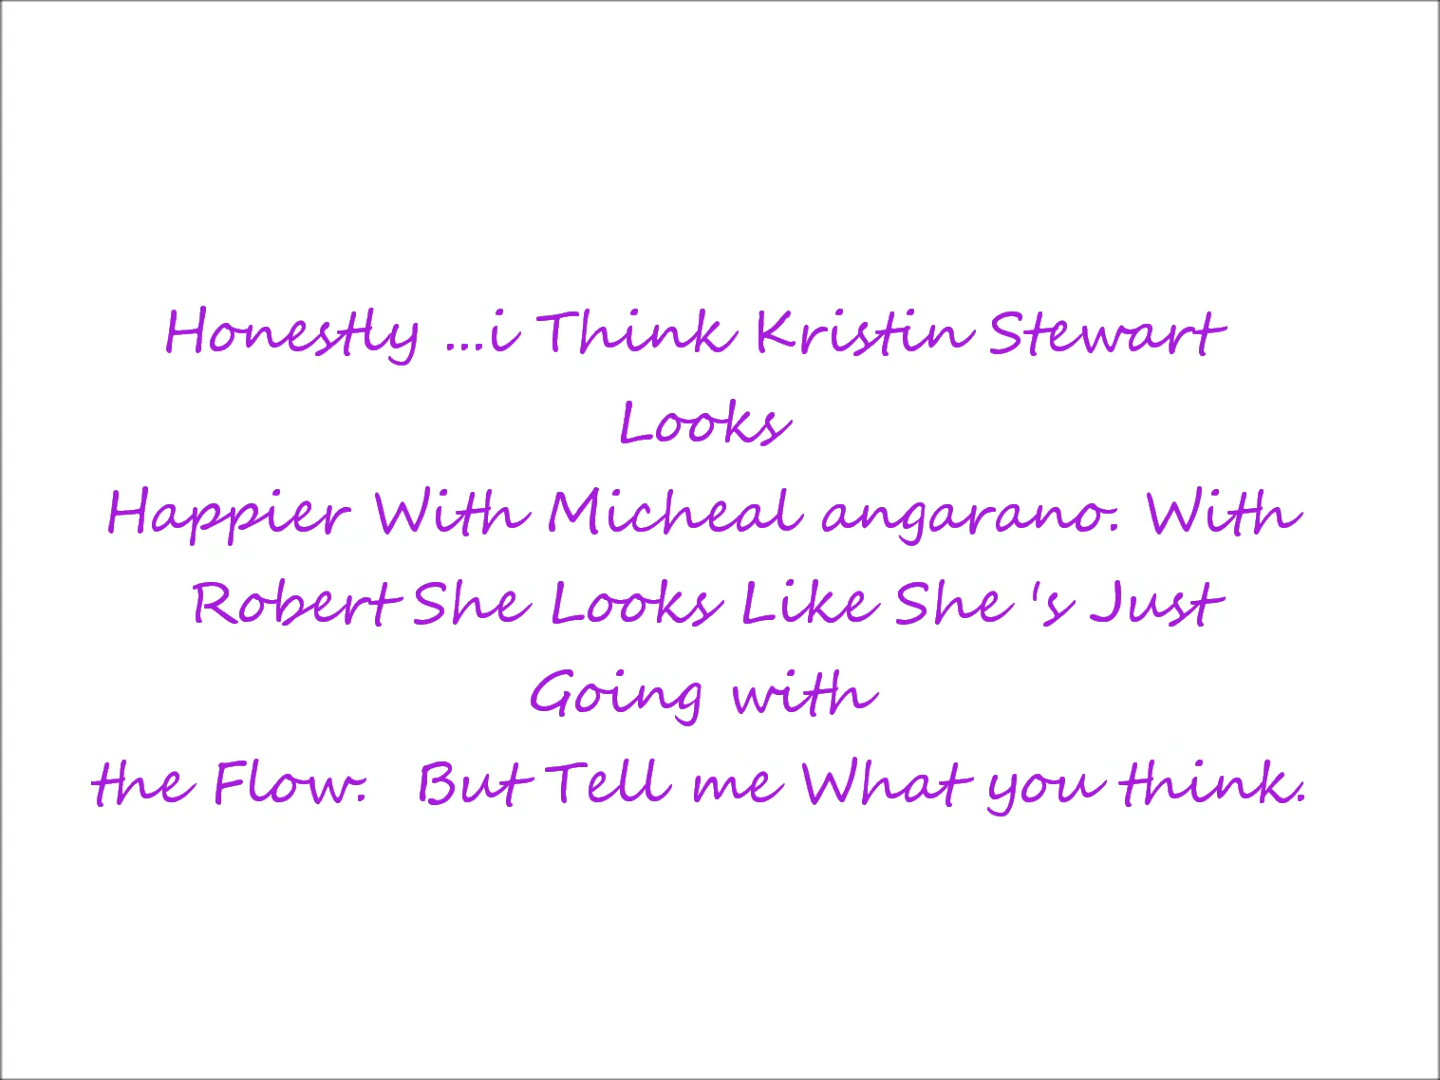 Honestly ...i Think Kristin Stewart
Looks
Happier With Micheal angarano. With
Robert She Looks Like She 's Just
Going with
the Flow.  But Tell me What you think.